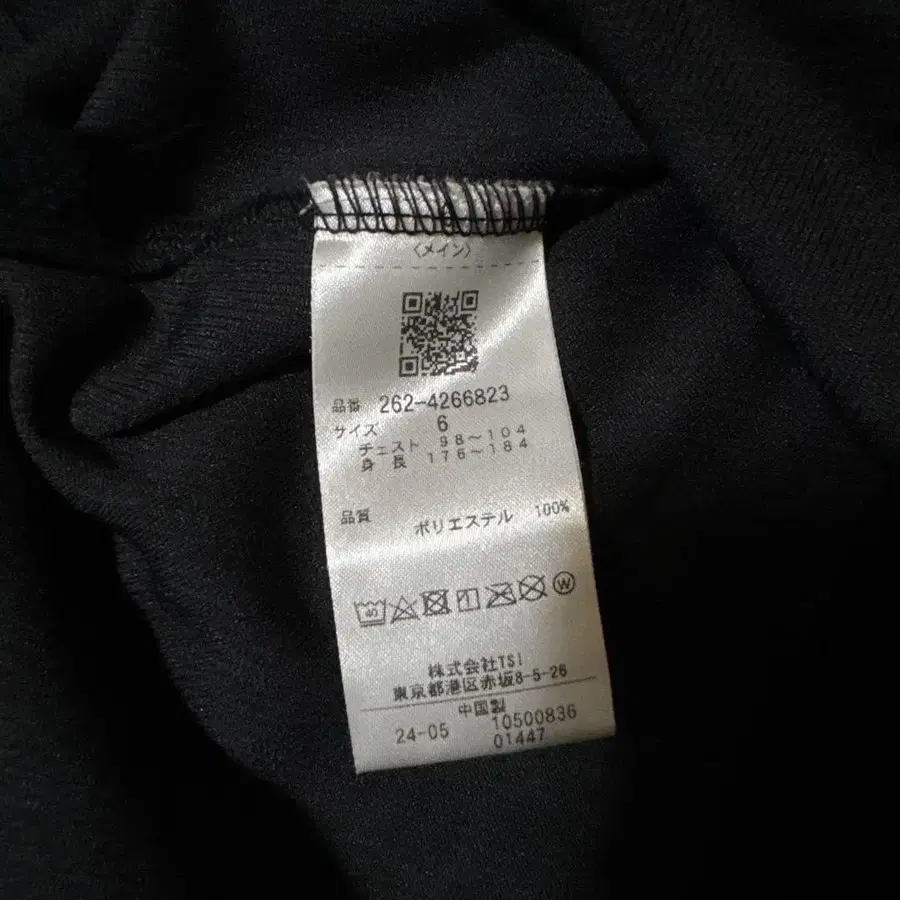 〈メイン〉
品番 262-4266823
サイズ 6
チェスト 98～104
身長 176～184
品質 ポリエステル 100%
40
W
株式会社TSI
東京都港区赤坂8-5-26
中国製
24-05 10500836
01447